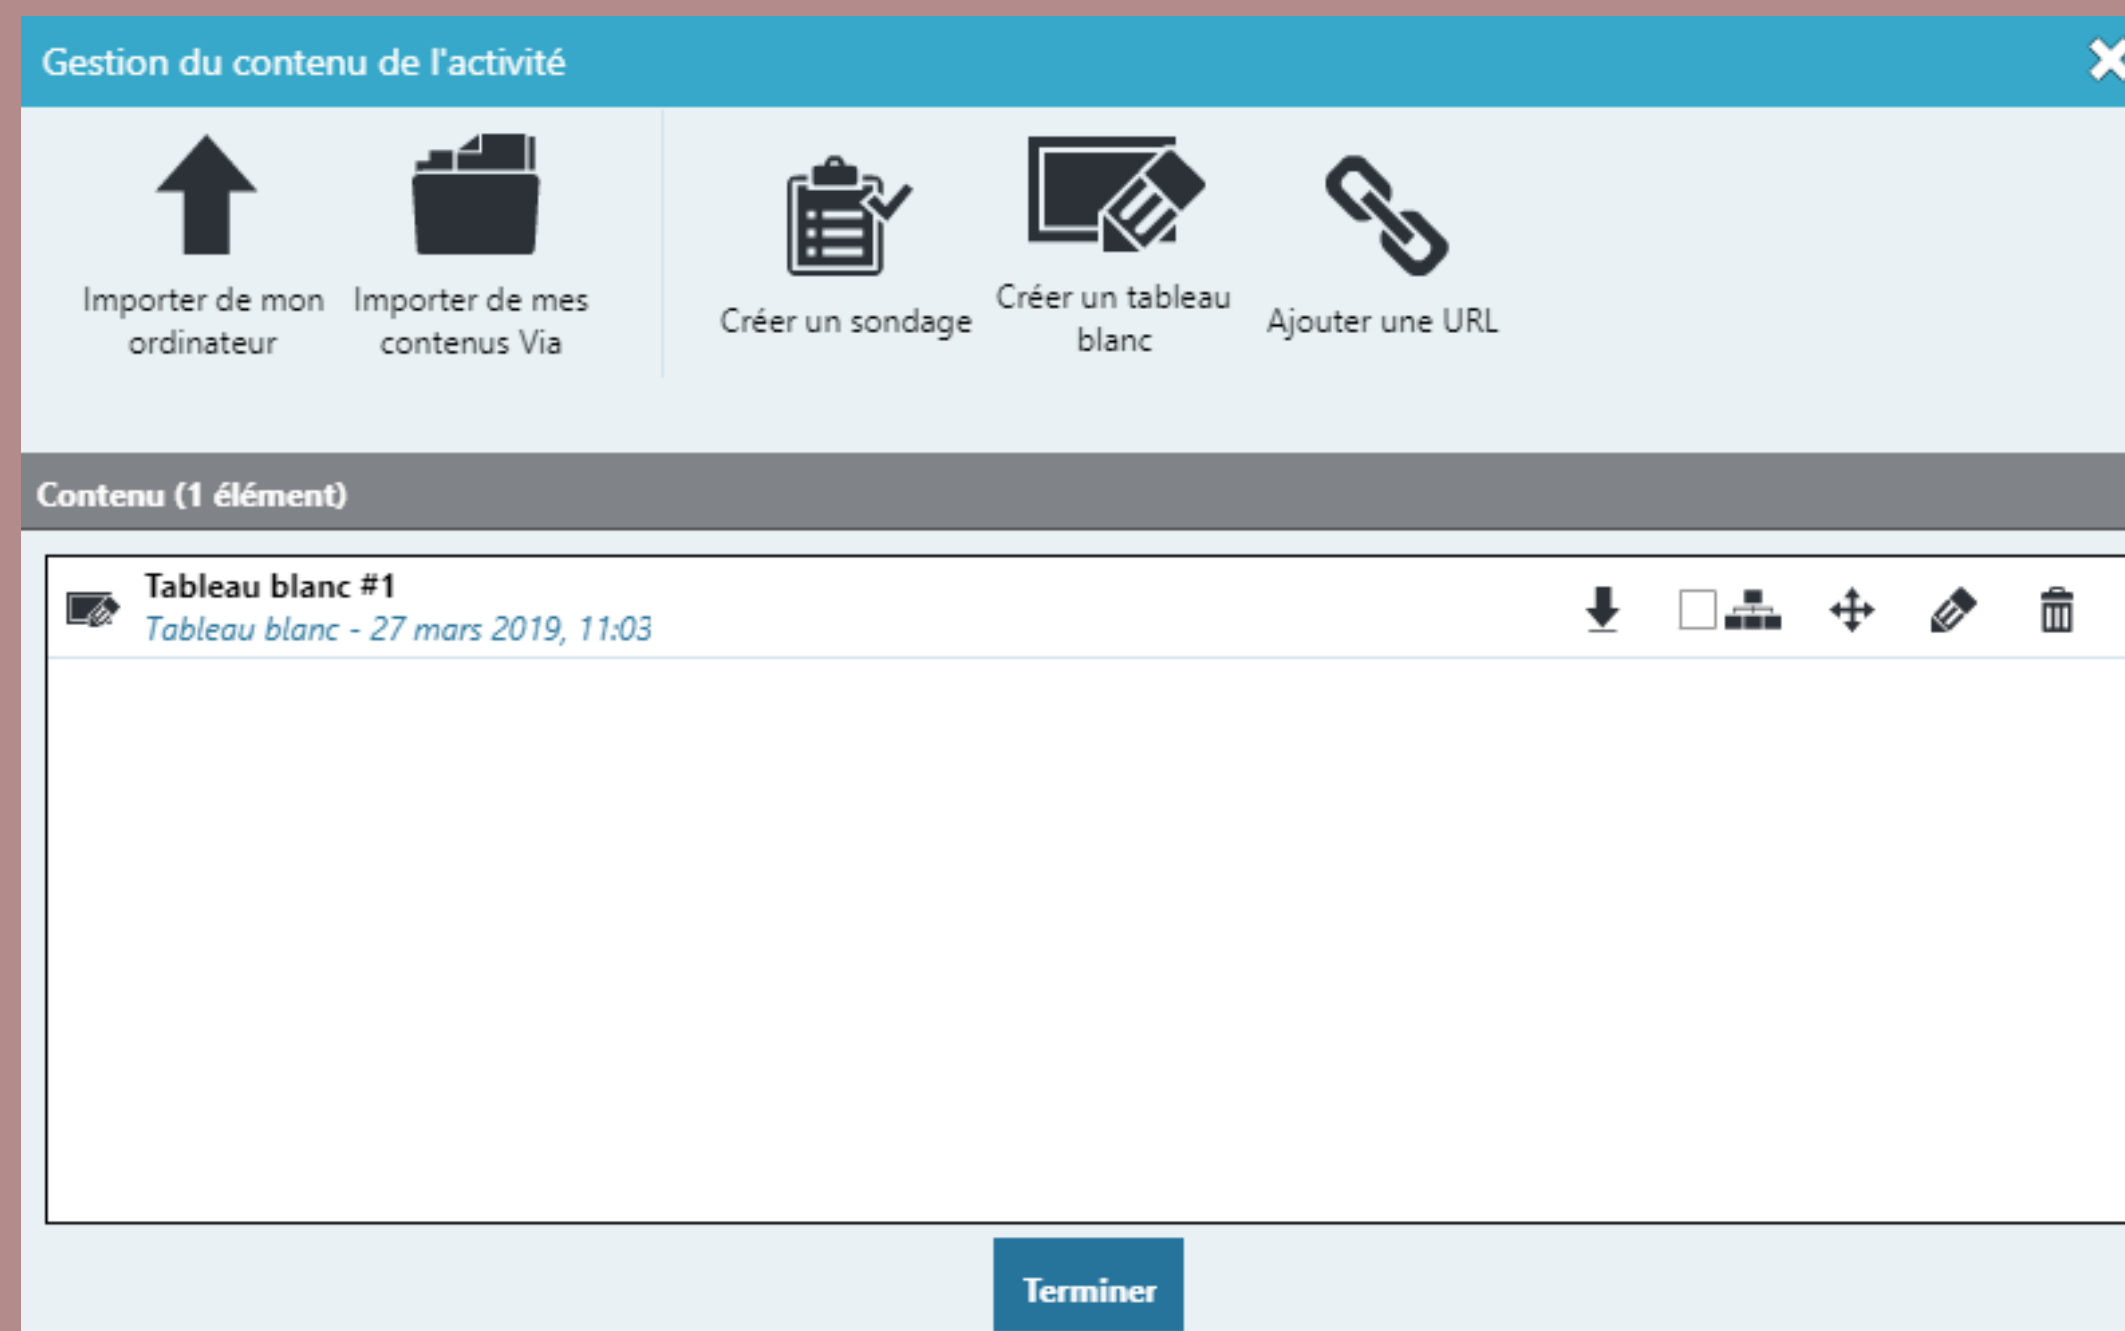 Gestion du contenu de l'activité
Importer de mon
ordinateur
Importer de mes
contenus Via
Créer un sondage
Créer un tableau
blanc
Ajouter une URL
Contenu (1 élément)
Tableau blanc #1
Tableau blanc - 27 mars 2019, 11:03
Terminer